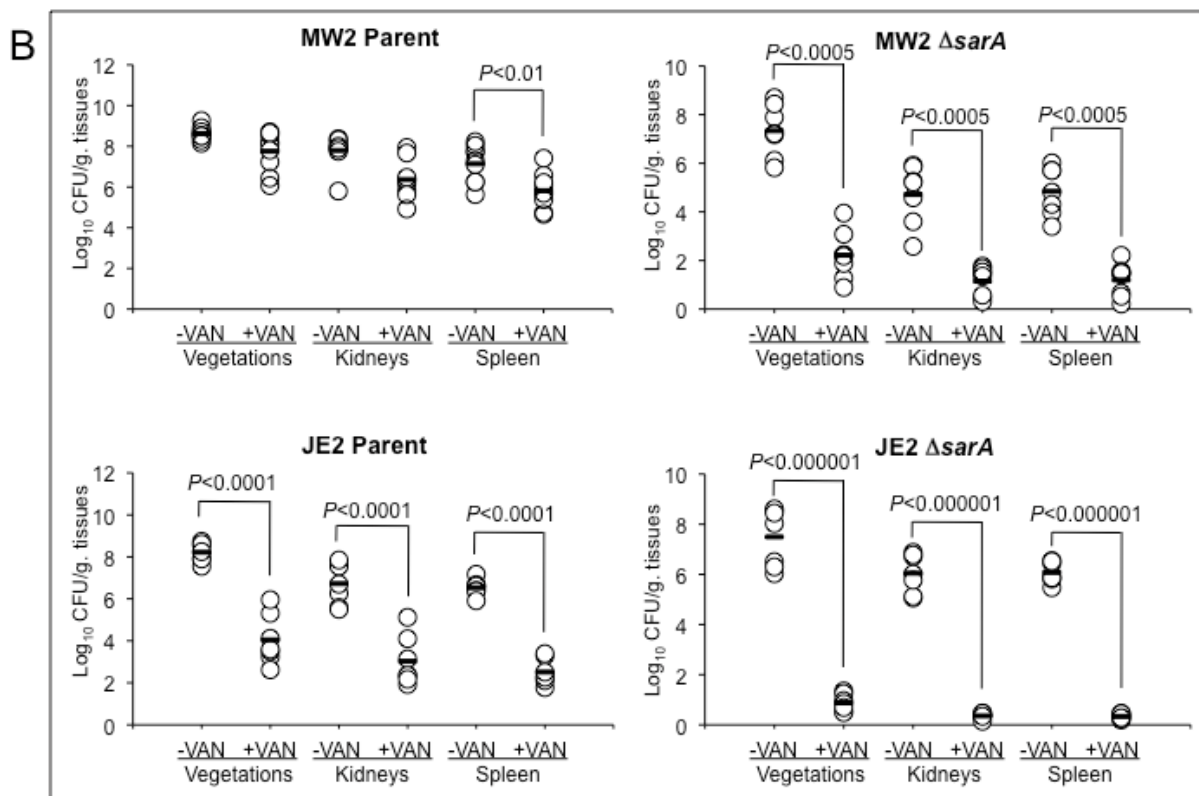 B
MW2 Parent
Log10 CFU/g. tissues
12
10
8
6
4
2
0
P<0.01
-VAN +VAN -VAN +VAN -VAN +VAN
Vegetations Kidneys Spleen
MW2 ΔsarA
Log10 CFU/g. tissues
10
8
6
4
2
0
P<0.0005
P<0.0005
P<0.0005
-VAN +VAN -VAN +VAN -VAN +VAN
Vegetations Kidneys Spleen
JE2 Parent
Log10 CFU/g. tissues
12
10
8
6
4
2
0
P<0.0001
P<0.0001
P<0.0001
-VAN +VAN -VAN +VAN -VAN +VAN
Vegetations Kidneys Spleen
JE2 ΔsarA
Log10 CFU/g. tissues
10
8
6
4
2
0
P<0.000001
P<0.000001
P<0.000001
-VAN +VAN -VAN +VAN -VAN +VAN
Vegetations Kidneys Spleen